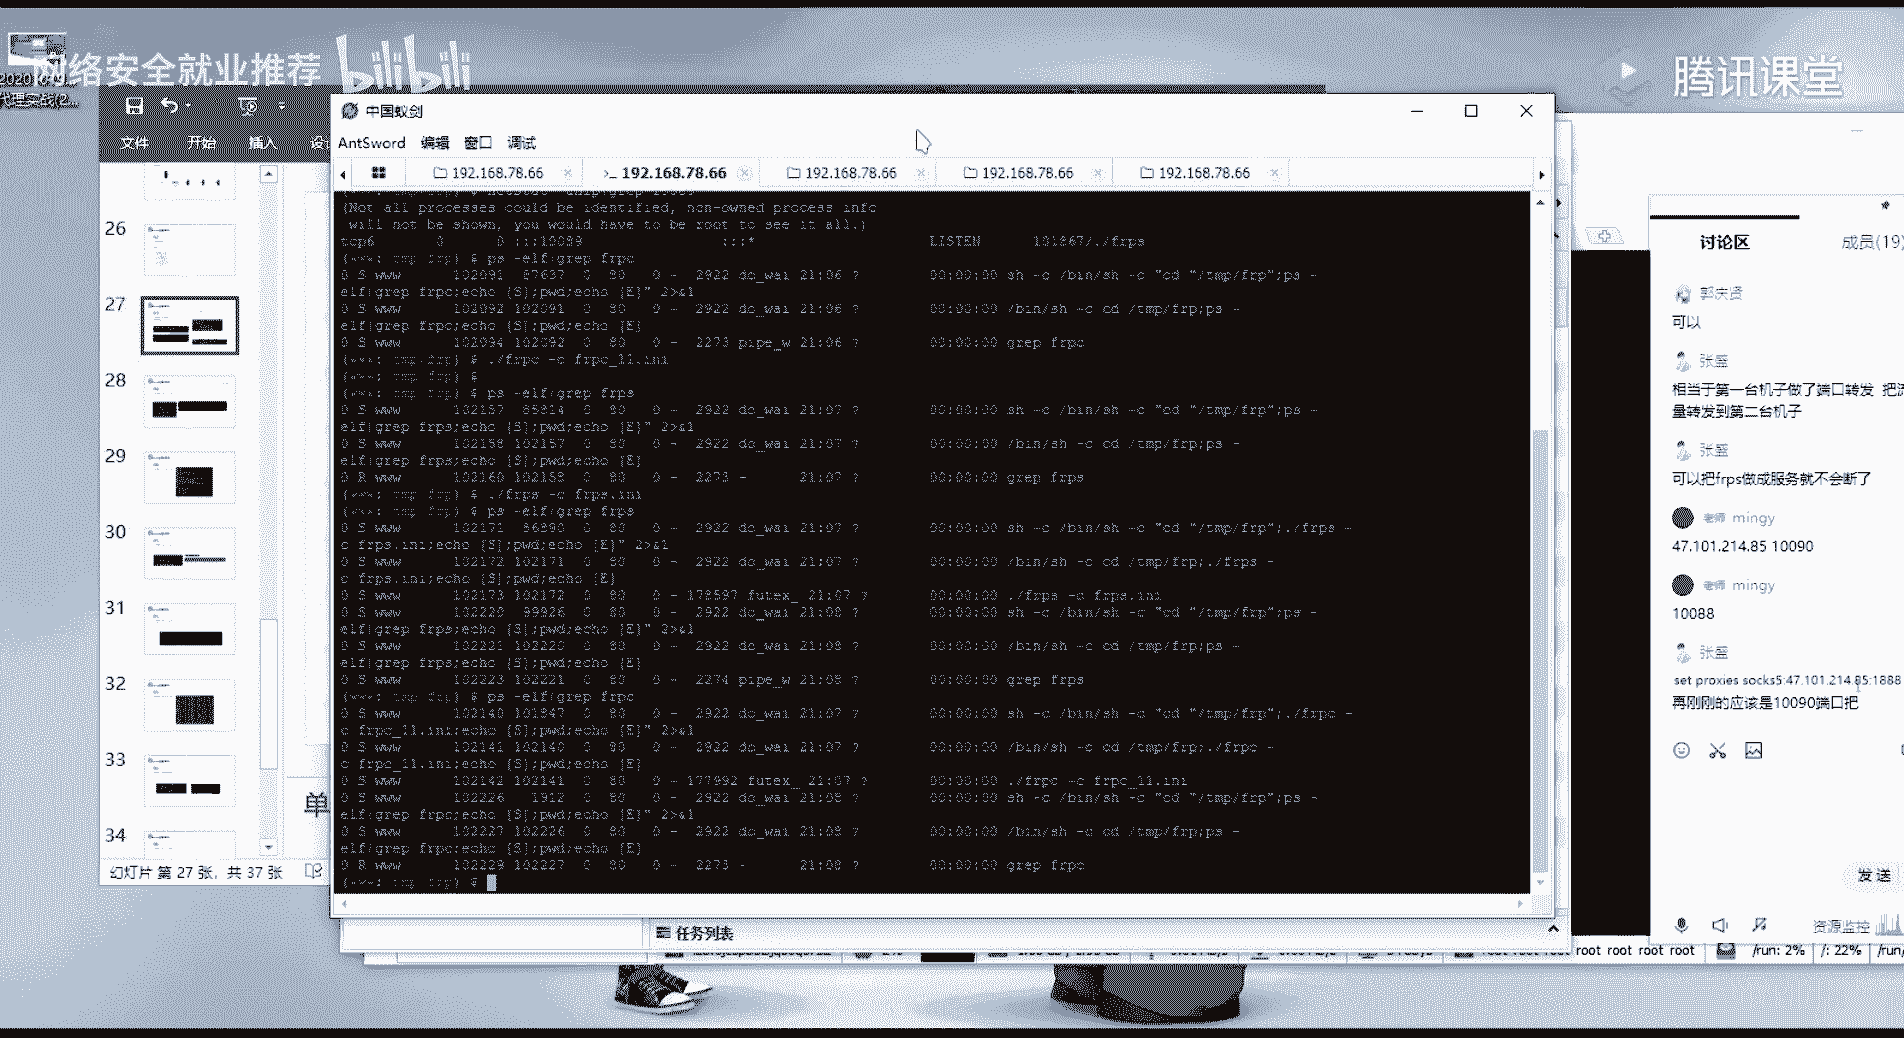 网络安全就业推荐 bilibili
腾讯课堂
文件 开始 插入
中国蚁剑
AntSword 编辑 窗口 调试
192.168.78.66
192.168.78.66
192.168.78.66
192.168.78.66
192.168.78.66
(Not all processes could be identified, non-owned process info
will not be shown, you would have to be root to see it all.)
tcp6 0 0 :::10089 :::* LISTEN 101867/./frps
$ ps -elf|grep frpc
0 S www 102091 87637 0 80 0 - 2922 do_wai 21:06 ? 00:00:00 sh -c /bin/sh -c "cd "/tmp/frp";ps -
elf|grep frpc;echo [S];pwd;echo [E]" 2>&1
0 S www 102092 102091 0 80 0 - 2922 do_wai 21:06 ? 00:00:00 /bin/sh -c cd /tmp/frp;ps -
elf|grep frpc;echo [S];pwd;echo [E]
0 S www 102094 102092 0 80 0 - 2273 pipe_w 21:06 ? 00:00:00 grep frpc
$ ./frpc -c frpc_11.ini
$
$ ps -elf|grep frps
0 S www 102157 85814 0 80 0 - 2922 do_wai 21:07 ? 00:00:00 sh -c /bin/sh -c "cd "/tmp/frp";ps -
elf|grep frps;echo [S];pwd;echo [E]" 2>&1
0 S www 102158 102157 0 80 0 - 2922 do_wai 21:07 ? 00:00:00 /bin/sh -c cd /tmp/frp;ps -
elf|grep frps;echo [S];pwd;echo [E]
0 R www 102160 102158 0 80 0 - 2273 - 21:07 ? 00:00:00 grep frps
$ ./frps -c frps.ini
$ ps -elf|grep frps
0 S www 102171 86890 0 80 0 - 2922 do_wai 21:07 ? 00:00:00 sh -c /bin/sh -c "cd "/tmp/frp";./frps -
c frps.ini;echo [S];pwd;echo [E]" 2>&1
0 S www 102172 102171 0 80 0 - 2922 do_wai 21:07 ? 00:00:00 /bin/sh -c cd /tmp/frp;./frps -
c frps.ini;echo [S];pwd;echo [E]
0 S www 102173 102172 0 80 0 - 178597 futex_ 21:07 ? 00:00:00 ./frps -c frps.ini
0 S www 102220 99926 0 80 0 - 2922 do_wai 21:08 ? 00:00:00 sh -c /bin/sh -c "cd "/tmp/frp";ps -
elf|grep frps;echo [S];pwd;echo [E]" 2>&1
0 S www 102221 102220 0 80 0 - 2922 do_wai 21:08 ? 00:00:00 /bin/sh -c cd /tmp/frp;ps -
elf|grep frps;echo [S];pwd;echo [E]
0 S www 102223 102221 0 80 0 - 2274 pipe_w 21:08 ? 00:00:00 grep frps
$ ps -elf|grep frpc
0 S www 102140 101847 0 80 0 - 2922 do_wai 21:07 ? 00:00:00 sh -c /bin/sh -c "cd "/tmp/frp";./frpc -
c frpc_11.ini;echo [S];pwd;echo [E]" 2>&1
0 S www 102141 102140 0 80 0 - 2922 do_wai 21:07 ? 00:00:00 /bin/sh -c cd /tmp/frp;./frpc -
c frpc_11.ini;echo [S];pwd;echo [E]
0 S www 102142 102141 0 80 0 - 177992 futex_ 21:07 ? 00:00:00 ./frpc -c frpc_11.ini
0 S www 102226 1912 0 80 0 - 2922 do_wai 21:08 ? 00:00:00 sh -c /bin/sh -c "cd "/tmp/frp";ps -
elf|grep frpc;echo [S];pwd;echo [E]" 2>&1
0 S www 102227 102226 0 80 0 - 2922 do_wai 21:08 ? 00:00:00 /bin/sh -c cd /tmp/frp;ps -
elf|grep frpc;echo [S];pwd;echo [E]
0 R www 102229 102227 0 80 0 - 2273 - 21:08 ? 00:00:00 grep frpc
$
26
27
28
29
30
31
32
33
34
单
幻灯片 第 27 张，共 37 张
任务列表
讨论区 成员(19)
郭庆贤
可以
张盛
相当于第一台机子做了端口转发 把流
量转发到第二台机子
张盛
可以把frps做成服务就不会断了
老师 mingy
47.101.214.85 10090
老师 mingy
10088
张盛
set proxies socks5:47.101.214.85:1888
再刚刚的应该是10090端口把
发送
资源监控
root root root root /run: 2% /: 22% /run/